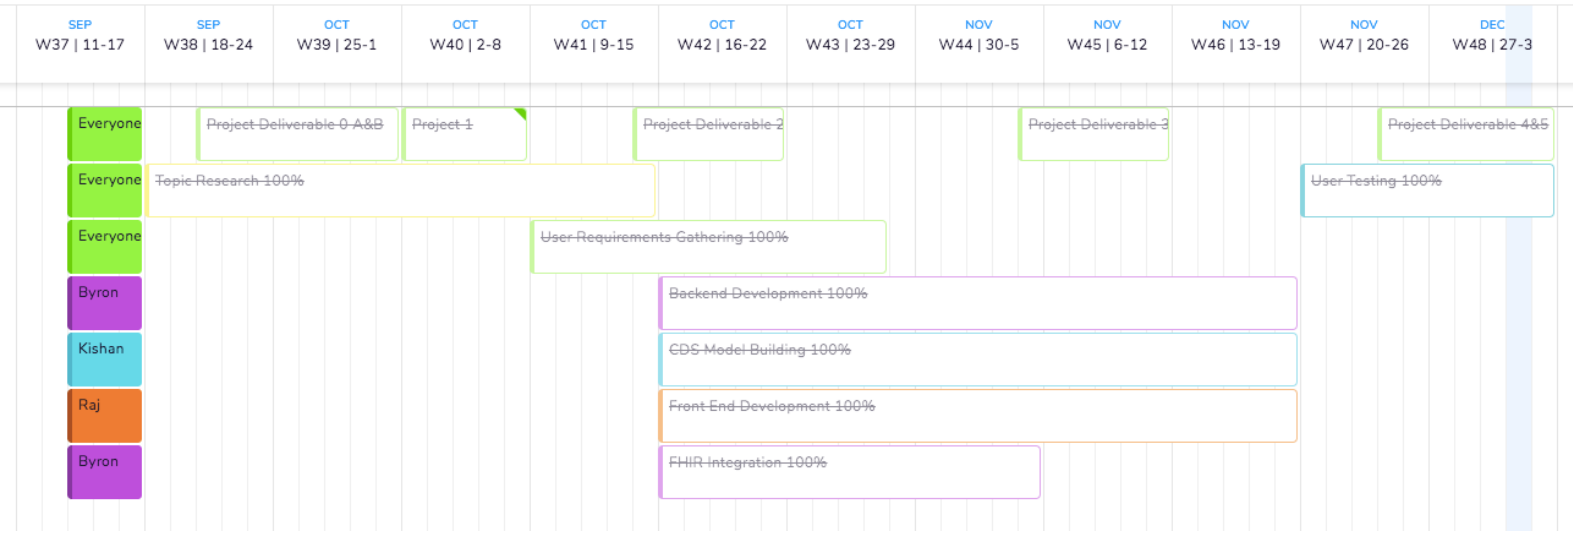 SEP SEP OCT OCT OCT OCT OCT NOV NOV NOV NOV DEC
W37 | 11-17 W38 | 18-24 W39 | 25-1 W40 | 2-8 W41 | 9-15 W42 | 16-22 W43 | 23-29 W44 | 30-5 W45 | 6-12 W46 | 13-19 W47 | 20-26 W48 | 27-3
Everyone Project Deliverable 0 A&B Project 1 Project Deliverable 2 Project Deliverable 3 Project Deliverable 4&5
Everyone Topic Research 100% User Testing 100%
Everyone User Requirements Gathering 100%
Byron Backend Development 100%
Kishan CDS Model Building 100%
Raj Front End Development 100%
Byron FHIR Integration 100%